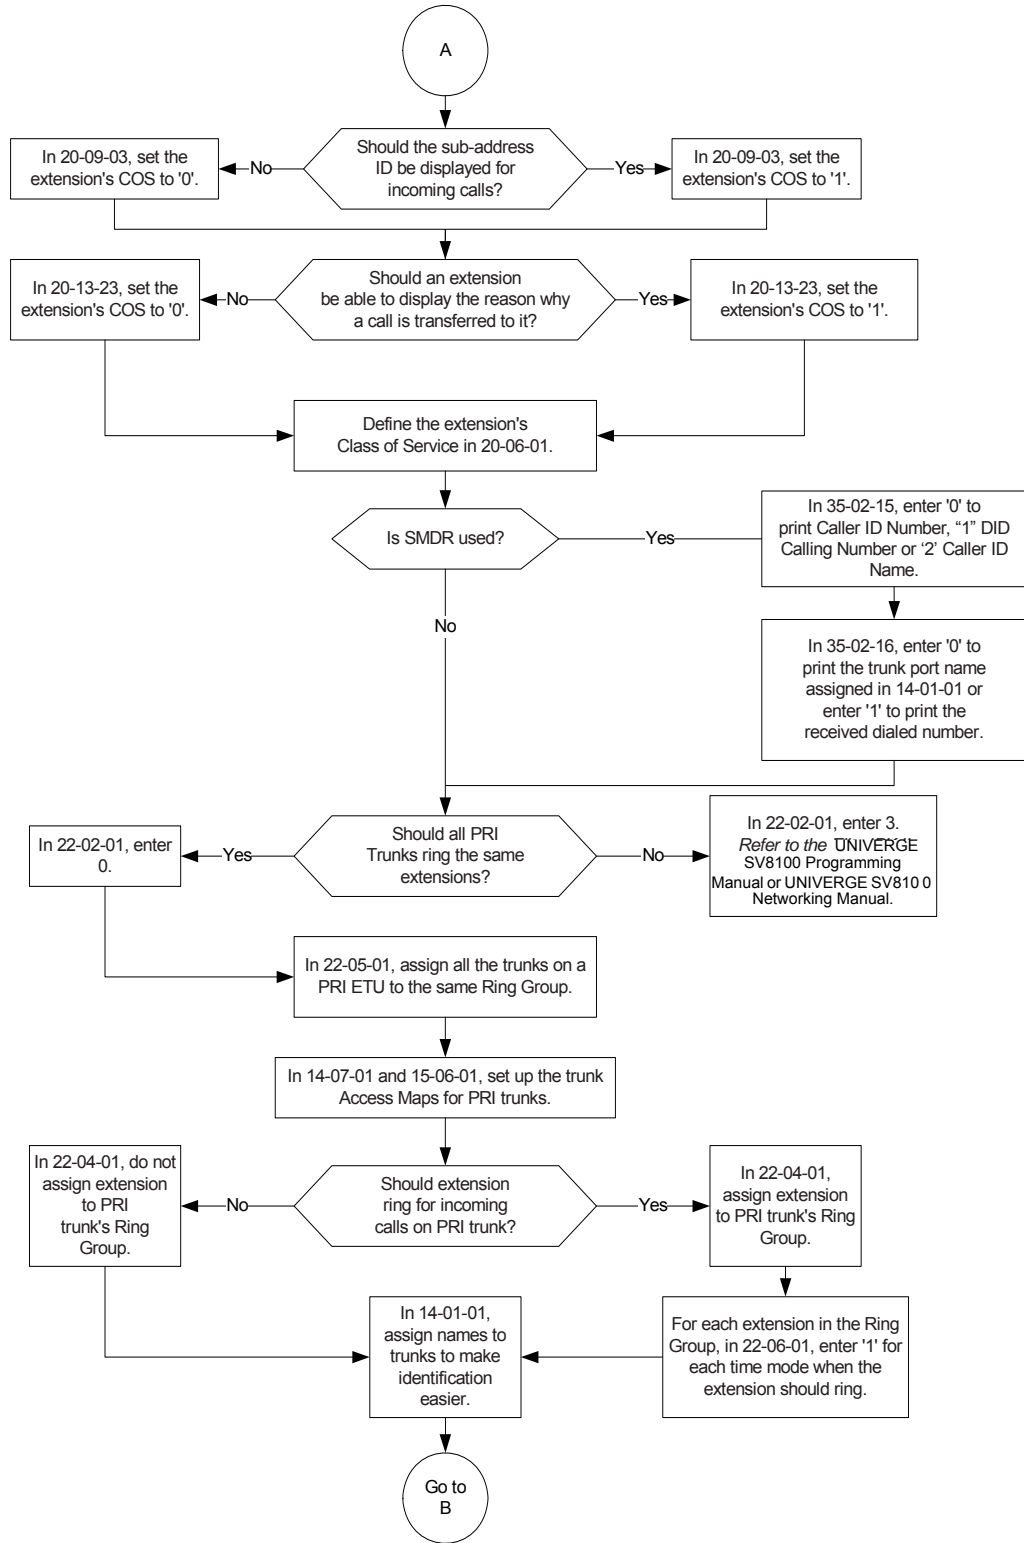 A
Should the sub-address
ID be displayed for
incoming calls?
No
Yes
In 20-09-03, set the
extension's COS to '0'.
In 20-09-03, set the
extension's COS to '1'.
Should an extension
be able to display the reason why
a call is transferred to it?
No
Yes
In 20-13-23, set the
extension's COS to '0'.
In 20-13-23, set the
extension's COS to '1'.
Define the extension's
Class of Service in 20-06-01.
Is SMDR used?
Yes
No
In 35-02-15, enter '0' to
print Caller ID Number, “1” DID
Calling Number or ‘2’ Caller ID
Name.
In 35-02-16, enter '0' to
print the trunk port name
assigned in 14-01-01 or
enter '1' to print the
received dialed number.
Should all PRI
Trunks ring the same
extensions?
Yes
No
In 22-02-01, enter
0.
In 22-02-01, enter 3.
Refer to the UNIVERGE
SV8100 Programming
Manual or UNIVERGE SV810 0
Networking Manual.
In 22-05-01, assign all the trunks on a
PRI ETU to the same Ring Group.
In 14-07-01 and 15-06-01, set up the trunk
Access Maps for PRI trunks.
Should extension
ring for incoming
calls on PRI trunk?
No
Yes
In 22-04-01, do not
assign extension
to PRI
trunk's Ring
Group.
In 22-04-01,
assign extension
to PRI trunk's Ring
Group.
For each extension in the Ring
Group, in 22-06-01, enter '1' for
each time mode when the
extension should ring.
In 14-01-01,
assign names to
trunks to make
identification
easier.
Go to
B